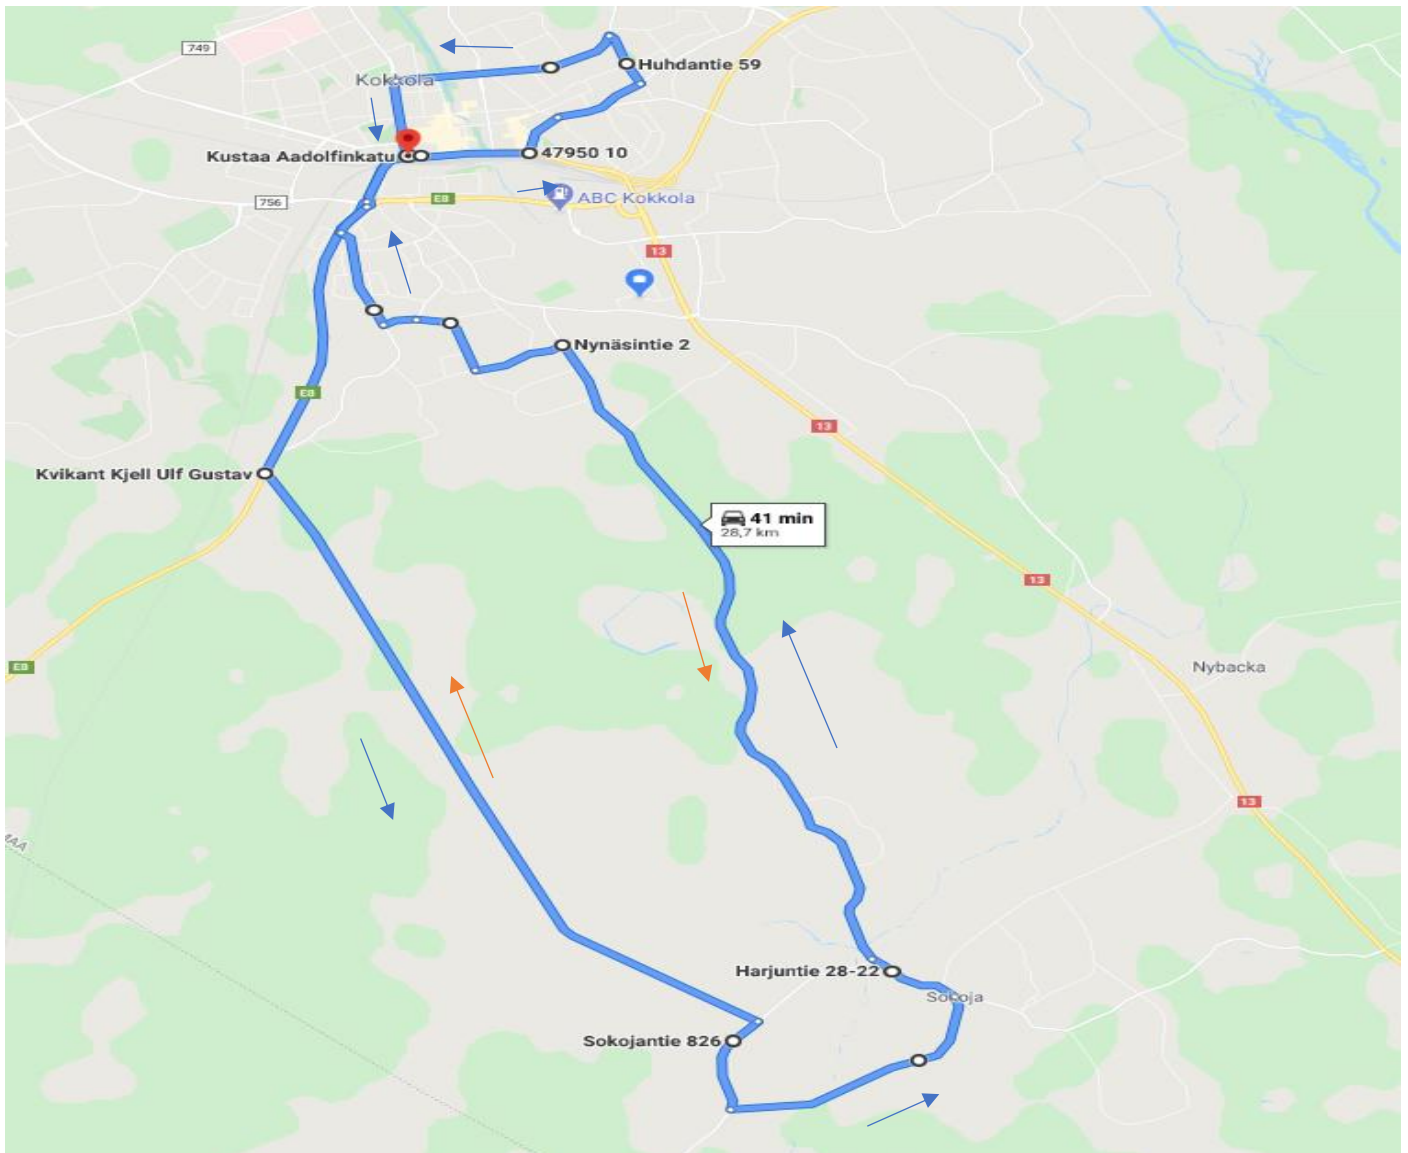 749
Huhdantie 59
Kokkola
Kustaa Aadolfinkatu
47950 10
756
E8
ABC Kokkola
13
Nynäsintie 2
E8
13
Kvikant Kjell Ulf Gustav
41 min
28,7 km
13
E8
Nybacka
13
MAA
Harjuntie 28-22
Sokoja
Sokojantie 826